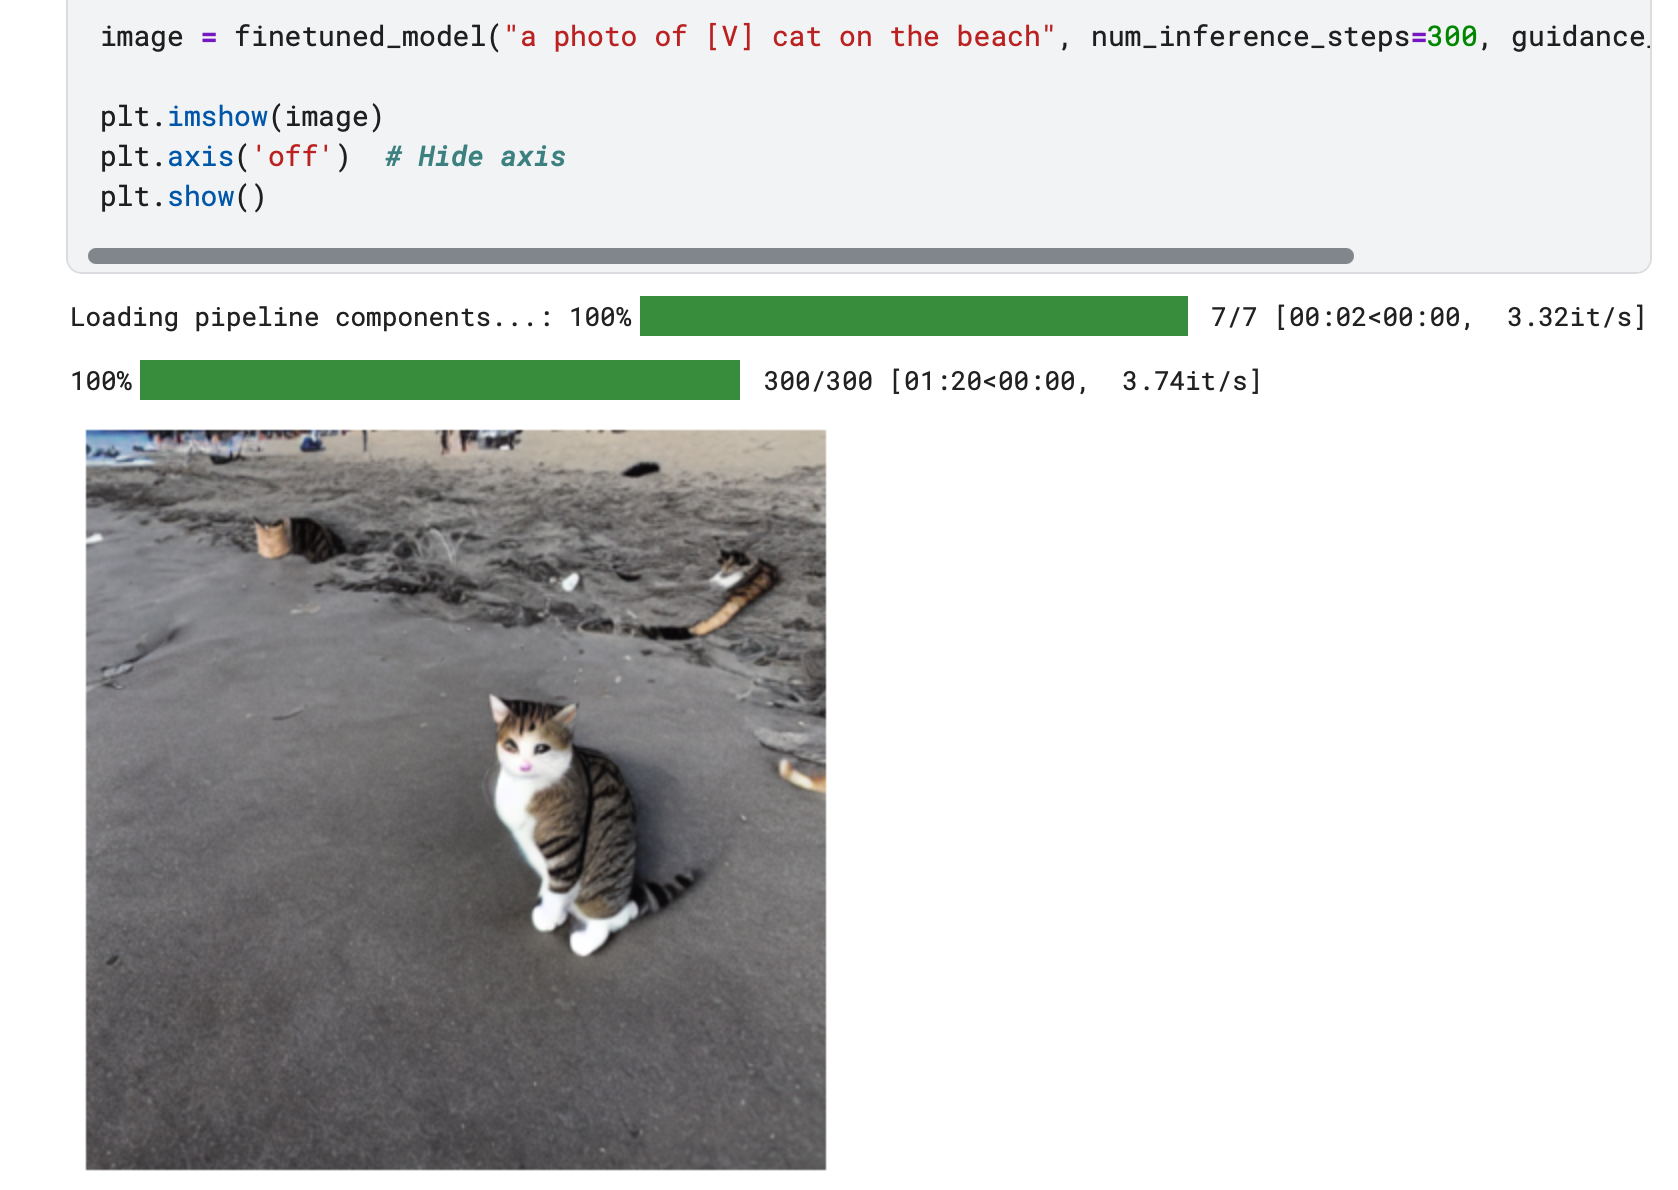 image = finetuned_model("a photo of [V] cat on the beach", num_inference_steps=300, guidance_
plt.imshow(image)
plt.axis('off')  # Hide axis
plt.show()
Loading pipeline components...: 100% 7/7 [00:02<00:00,  3.32it/s]
100% 300/300 [01:20<00:00,  3.74it/s]